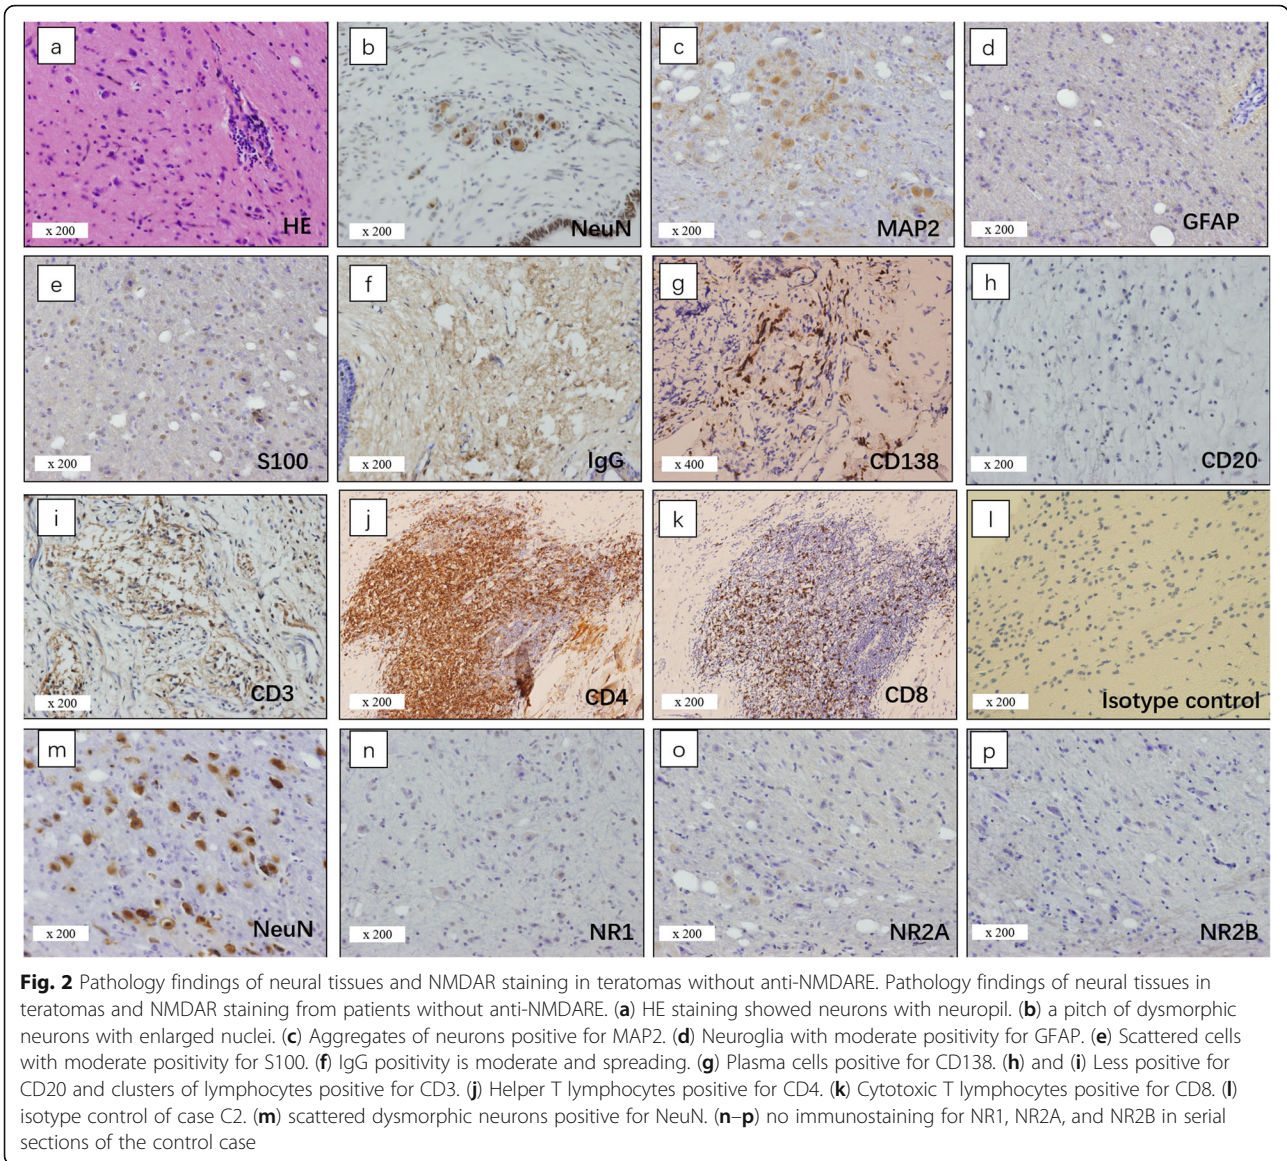 a
HE
x 200
b
NeuN
x 200
c
MAP2
x 200
d
GFAP
x 200
e
S100
x 200
f
IgG
x 200
g
CD138
x 400
h
CD20
x 200
i
CD3
x 200
j
CD4
x 200
k
CD8
x 200
l
Isotype control
x 200
m
NeuN
x 200
n
NR1
x 200
o
NR2A
x 200
p
NR2B
x 200
Fig. 2 Pathology findings of neural tissues and NMDAR staining in teratomas without anti-NMDARE. Pathology findings of neural tissues in
teratomas and NMDAR staining from patients without anti-NMDARE. (a) HE staining showed neurons with neuropil. (b) a pitch of dysmorphic
neurons with enlarged nuclei. (c) Aggregates of neurons positive for MAP2. (d) Neuroglia with moderate positivity for GFAP. (e) Scattered cells
with moderate positivity for S100. (f) IgG positivity is moderate and spreading. (g) Plasma cells positive for CD138. (h) and (i) Less positive for
CD20 and clusters of lymphocytes positive for CD3. (j) Helper T lymphocytes positive for CD4. (k) Cytotoxic T lymphocytes positive for CD8. (l)
isotype control of case C2. (m) scattered dysmorphic neurons positive for NeuN. (n–p) no immunostaining for NR1, NR2A, and NR2B in serial
sections of the control case